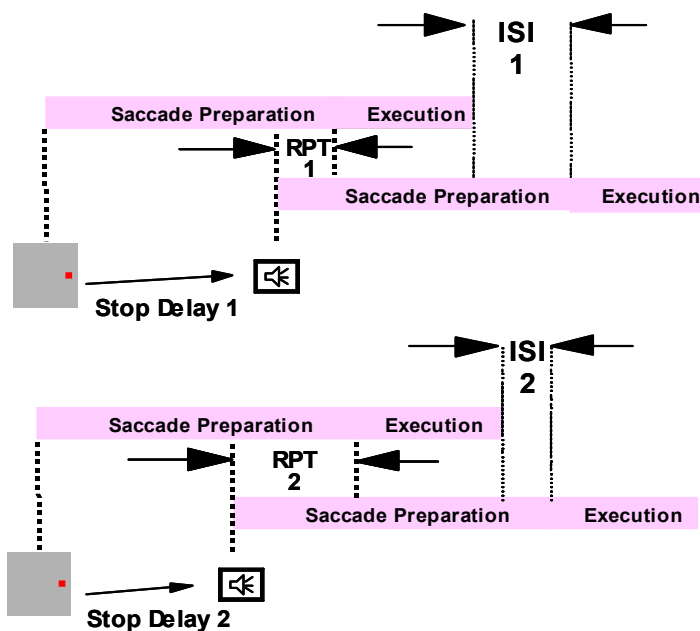 ISI
1
Saccade Preparation Execution
RPT
1
Saccade Preparation Execution
Stop Delay 1
ISI
2
Saccade Preparation Execution
RPT
2
Saccade Preparation Execution
Stop Delay 2